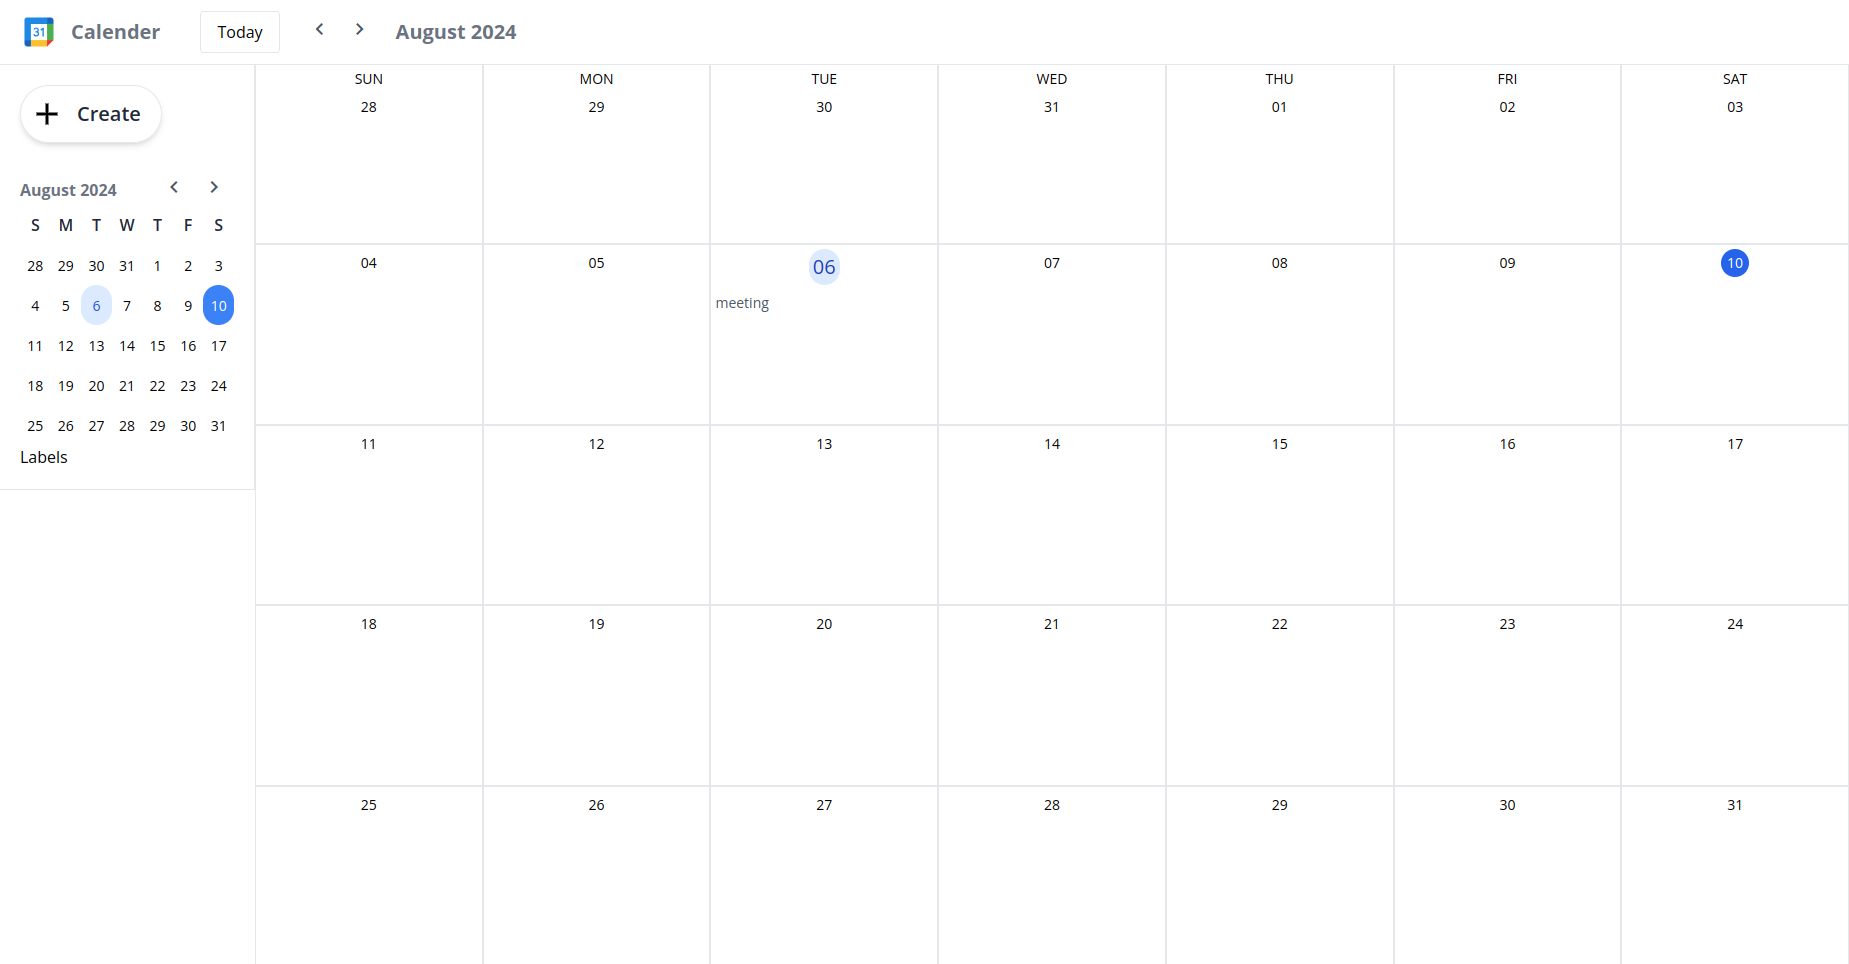 31 Calender Today August 2024
Create
August 2024
S M T W T F S
28 29 30 31 1 2 3
4 5 6 7 8 9 10
11 12 13 14 15 16 17
18 19 20 21 22 23 24
25 26 27 28 29 30 31
Labels
SUN MON TUE WED THU FRI SAT
28 29 30 31 01 02 03
04 05 06 07 08 09 10
meeting
11 12 13 14 15 16 17
18 19 20 21 22 23 24
25 26 27 28 29 30 31